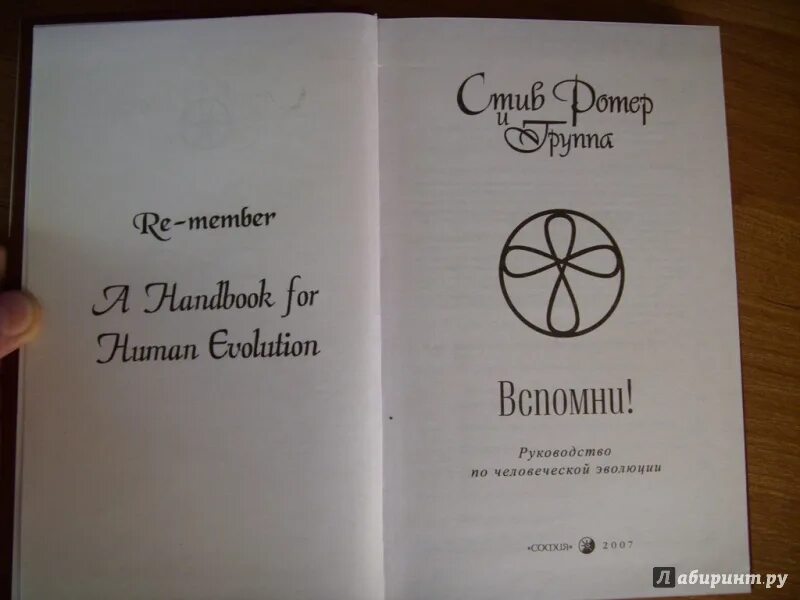 Re-member
A Handbook for
Human Evolution
Стив Ротер
и
Группа
Вспомни!
Руководство
по человеческой эволюции
«СОФИЯ» 2007
Лабиринт.ру